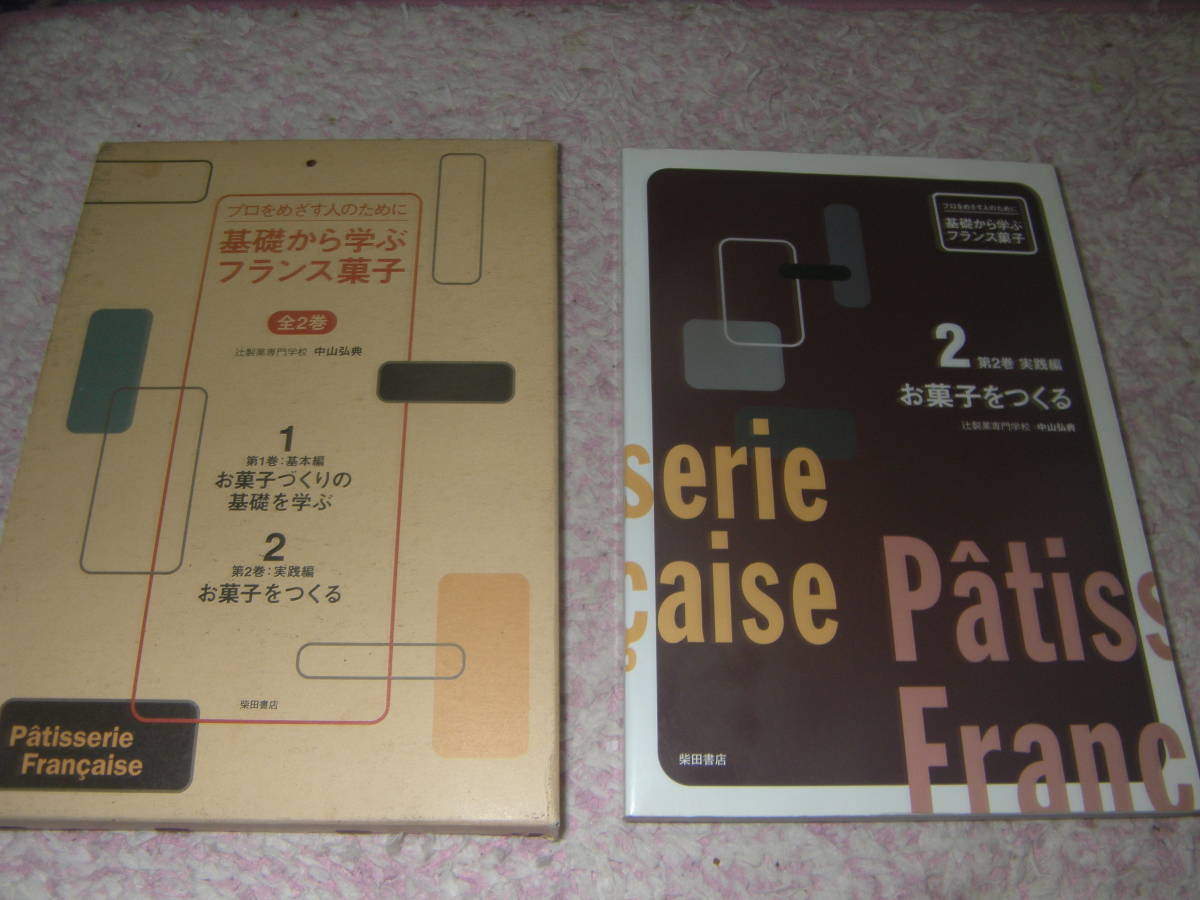 プロをめざす人のために
基礎から学ぶ
フランス菓子
全2巻
辻製菓専門学校 中山弘典
1
第1巻:基本編
お菓子づくりの
基礎を学ぶ
2
第2巻:実践編
お菓子をつくる
柴田書店
Pâtisserie
Française
プロをめざす人のために
基礎から学ぶ
フランス菓子
2 第2巻 実践編
お菓子をつくる
辻製菓専門学校 中山弘典
serie
çaise
Pâtiss
Franç
柴田書店